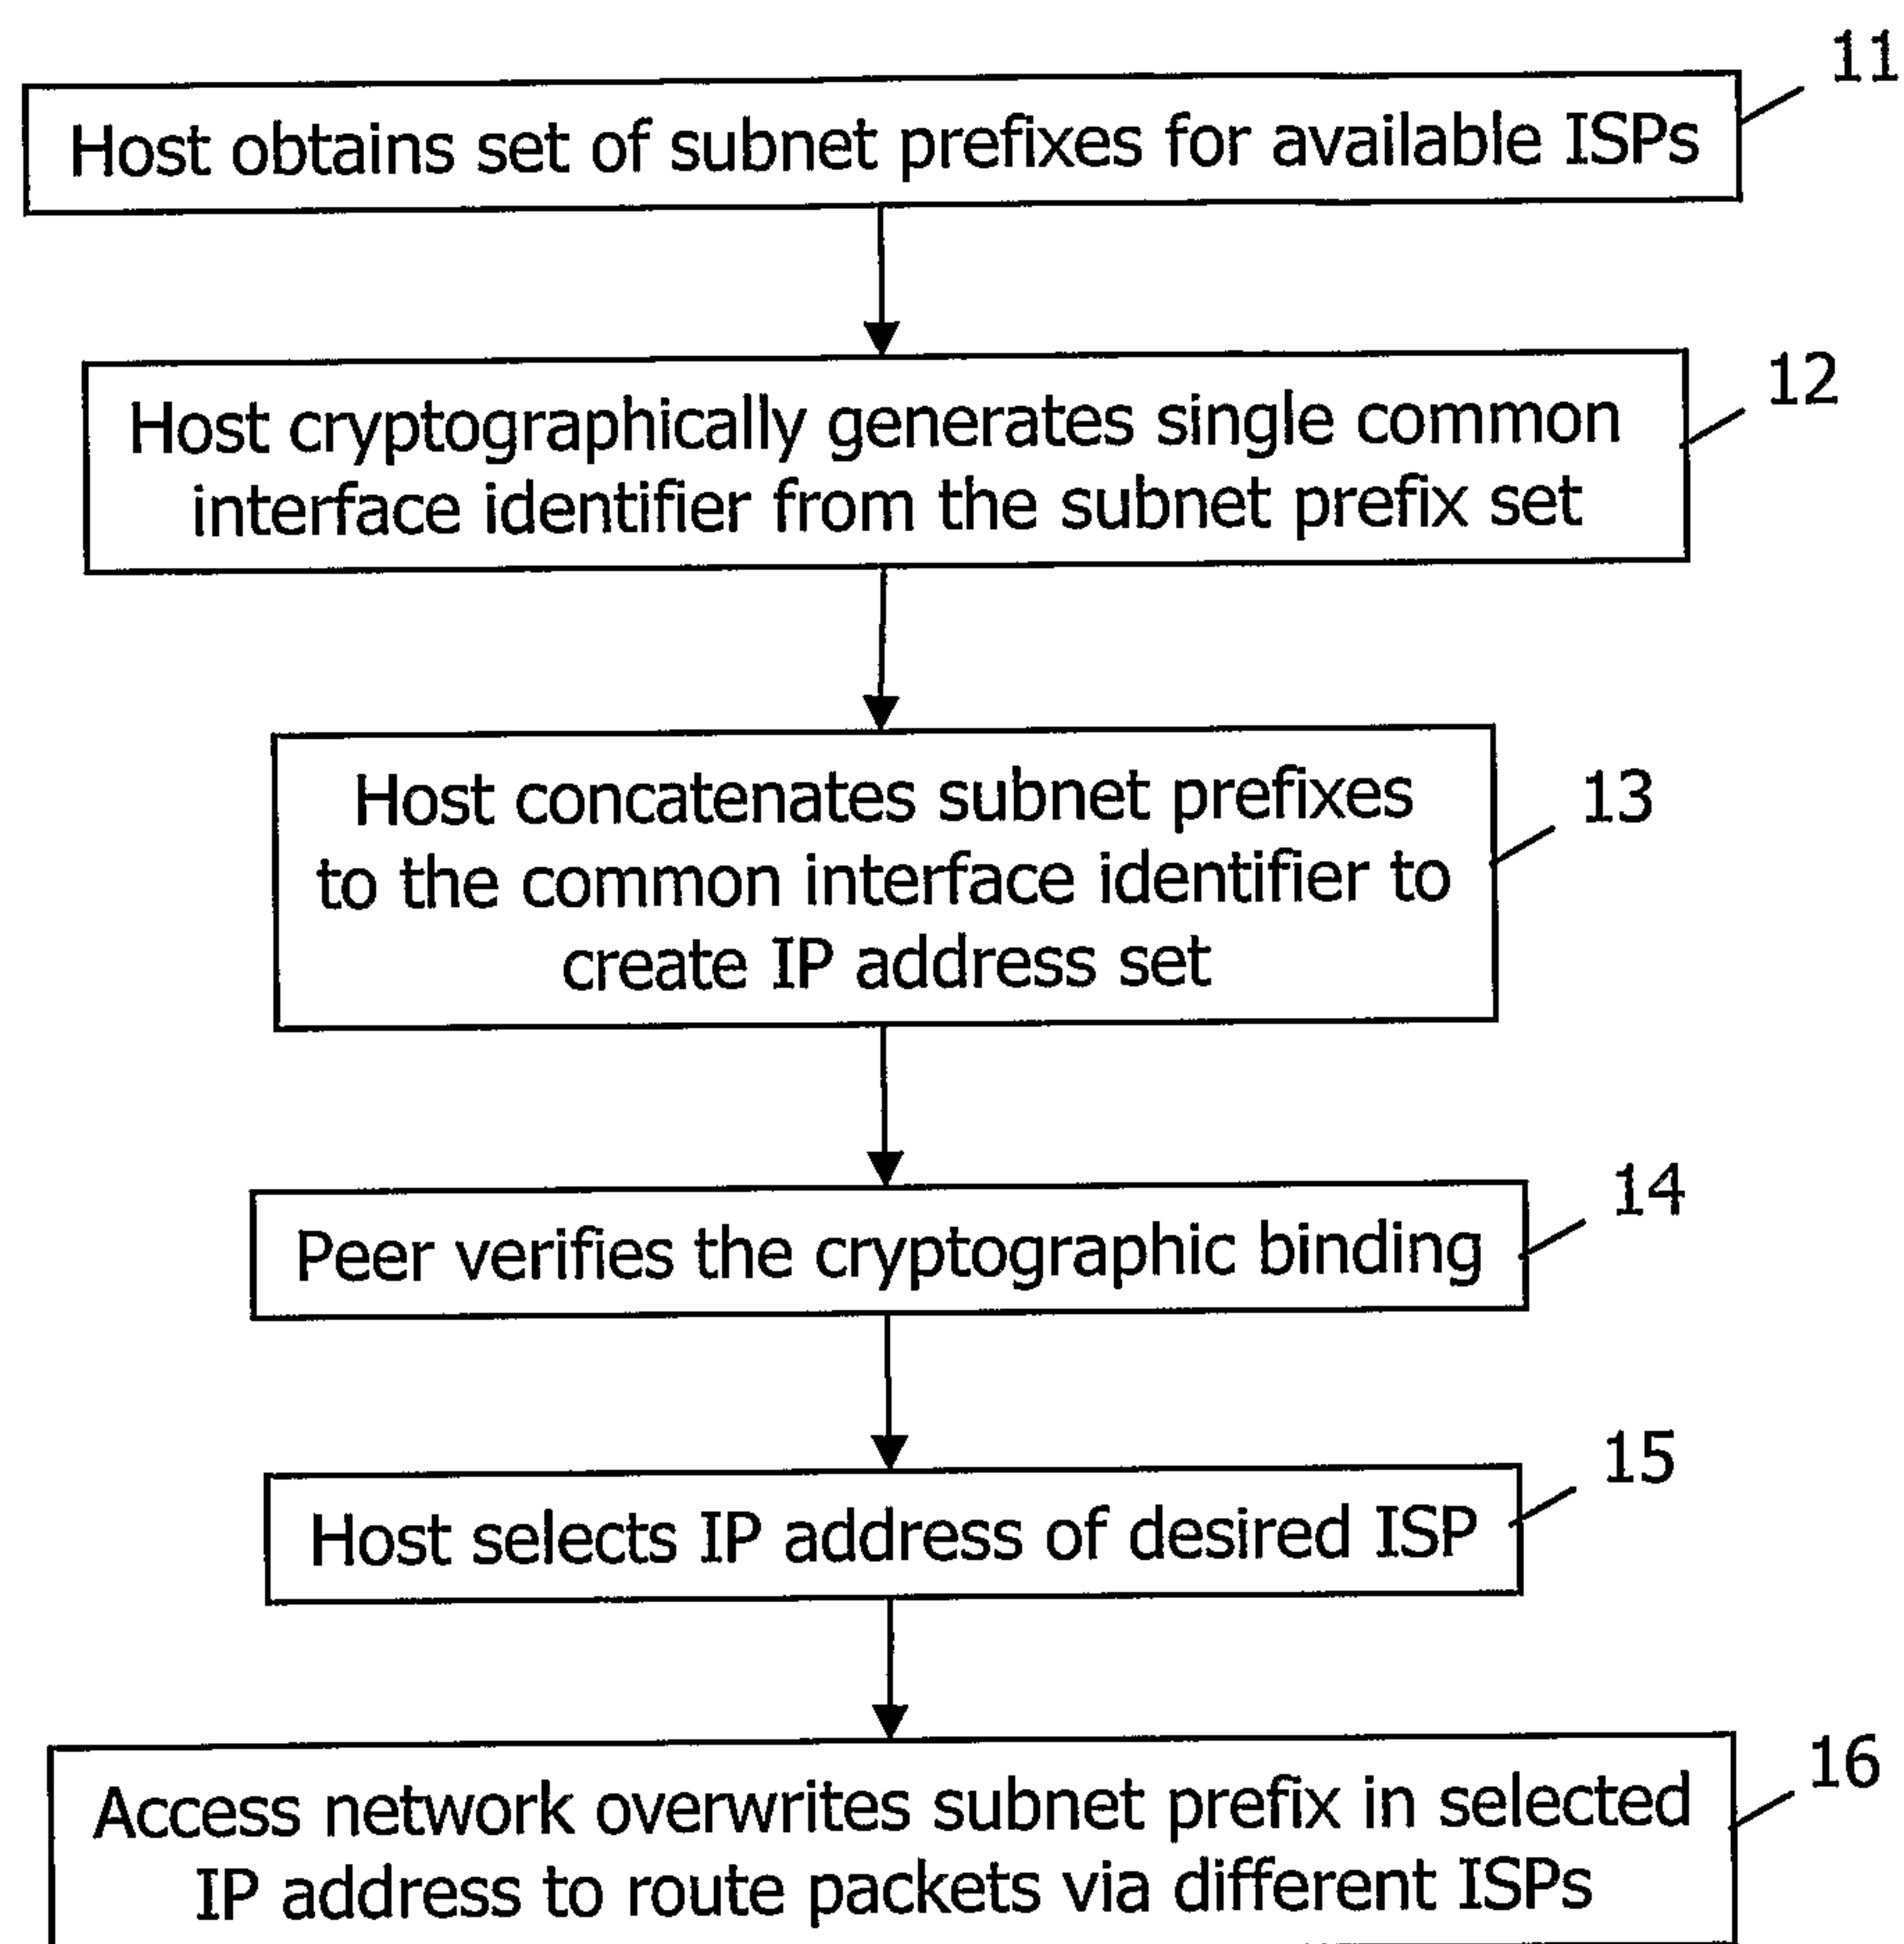 11
Host obtains set of subnet prefixes for available ISPs
12
Host cryptographically generates single common
interface identifier from the subnet prefix set
13
Host concatenates subnet prefixes
to the common interface identifier to
create IP address set
14
Peer verifies the cryptographic binding
15
Host selects IP address of desired ISP
16
Access network overwrites subnet prefix in selected
IP address to route packets via different ISPs